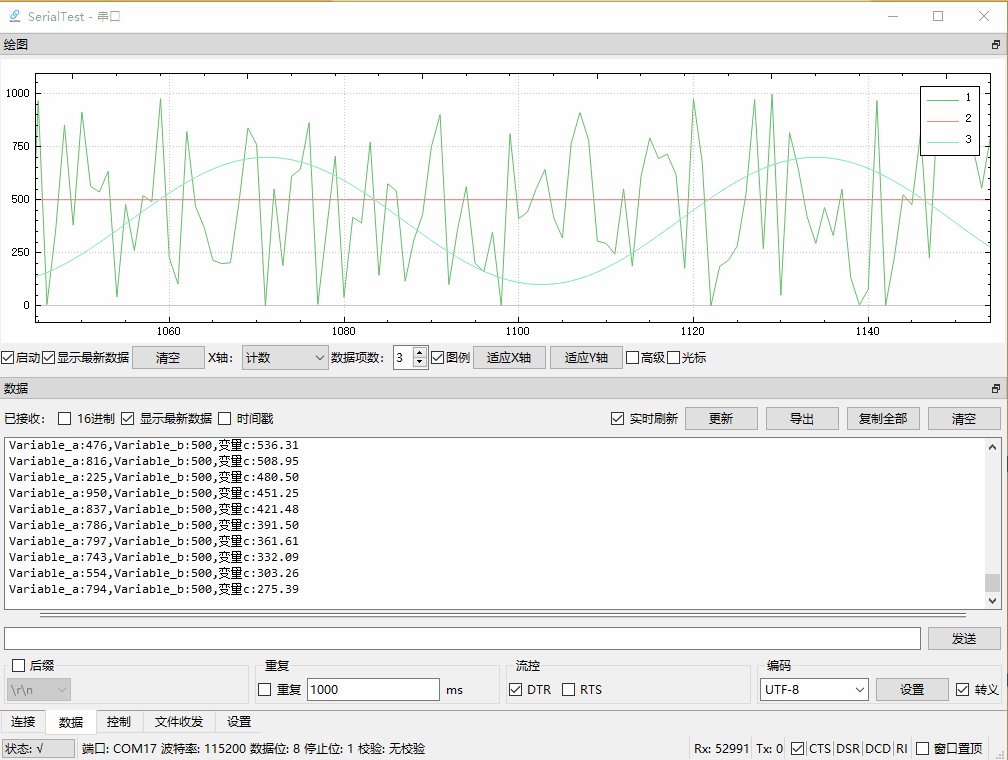 SerialTest - 串口
绘图
1000
750
500
250
0
1
2
3
1060 1080 1100 1120 1140
启动 显示最新数据 清空 X轴: 计数 数据项数: 3 图例 适应X轴 适应Y轴 高级 光标
数据
已接收: 16进制 显示最新数据 时间戳 实时刷新 更新 导出 复制全部 清空
Variable_a:476,Variable_b:500,变量c:536.31
Variable_a:816,Variable_b:500,变量c:508.95
Variable_a:225,Variable_b:500,变量c:480.50
Variable_a:950,Variable_b:500,变量c:451.25
Variable_a:837,Variable_b:500,变量c:421.48
Variable_a:786,Variable_b:500,变量c:391.50
Variable_a:797,Variable_b:500,变量c:361.61
Variable_a:743,Variable_b:500,变量c:332.09
Variable_a:554,Variable_b:500,变量c:303.26
Variable_a:794,Variable_b:500,变量c:275.39
发送
后缀 重复 流控 编码
\r\n 重复 1000 ms DTR RTS UTF-8 设置 转义
连接 数据 控制 文件收发 设置
状态: √ 端口: COM17 波特率: 115200 数据位: 8 停止位: 1 校验: 无校验 Rx: 52991 Tx: 0 CTS DSR DCD RI 窗口置顶